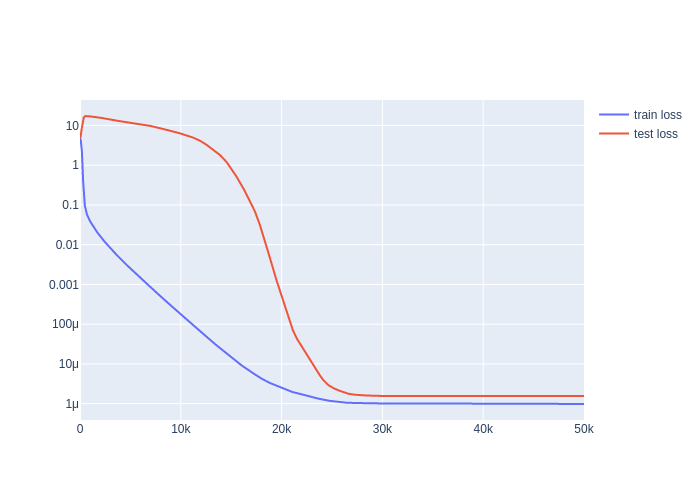 train loss
test loss
10
1
0.1
0.01
0.001
100μ
10μ
1μ
0
10k
20k
30k
40k
50k